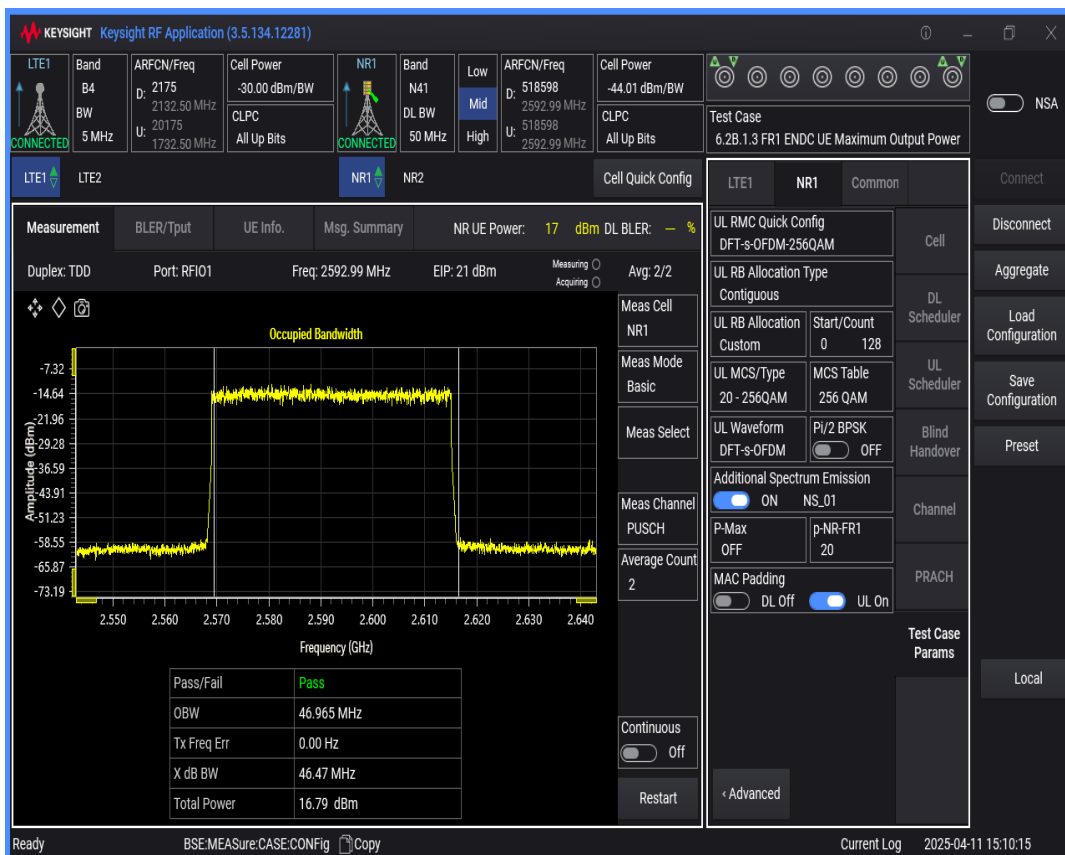 KEYSIGHT Keysight RF Application (3.5.134.12281)
LTE1
CONNECTED
Band
B4
BW
5 MHz
ARFCN/Freq
D: 2175
2132.50 MHz
U: 20175
1732.50 MHz
Cell Power
-30.00 dBm/BW
CLPC
All Up Bits
NR1
CONNECTED
Band
N41
DL BW
50 MHz
Low
Mid
High
ARFCN/Freq
D: 518598
2592.99 MHz
U: 518598
2592.99 MHz
Cell Power
-44.01 dBm/BW
CLPC
All Up Bits
Test Case
6.2B.1.3 FR1 ENDC UE Maximum Output Power
NSA
LTE1 LTE2 NR1 NR2 Cell Quick Config
Measurement BLER/Tput UE Info. Msg. Summary NR UE Power: 17 dBm DL BLER: — %
Duplex: TDD Port: RFIO1 Freq: 2592.99 MHz EIP: 21 dBm Measuring Avg: 2/2
Acquiring
Occupied Bandwidth
Amplitude (dBm)
-7.32
-14.64
-21.96
-29.28
-36.59
-43.91
-51.23
-58.55
-65.87
-73.19
2.550 2.560 2.570 2.580 2.590 2.600 2.610 2.620 2.630 2.640
Frequency (GHz)
Pass/Fail Pass
OBW 46.965 MHz
Tx Freq Err 0.00 Hz
X dB BW 46.47 MHz
Total Power 16.79 dBm
Meas Cell
NR1
Meas Mode
Basic
Meas Select
Meas Channel
PUSCH
Average Count
2
Continuous
Off
Restart
LTE1 NR1 Common
UL RMC Quick Config
DFT-s-OFDM-256QAM
UL RB Allocation Type
Contiguous
UL RB Allocation
Custom
Start/Count
0 128
UL MCS/Type
20 - 256QAM
MCS Table
256 QAM
UL Waveform
DFT-s-OFDM
Pi/2 BPSK
OFF
Additional Spectrum Emission
ON NS_01
P-Max
OFF
p-NR-FR1
20
MAC Padding
DL Off UL On
‹ Advanced
Cell
DL
Scheduler
UL
Scheduler
Blind
Handover
Channel
PRACH
Test Case
Params
Connect
Disconnect
Aggregate
Load
Configuration
Save
Configuration
Preset
Local
Ready BSE:MEASure:CASE:CONFig Copy Current Log 2025-04-11 15:10:15